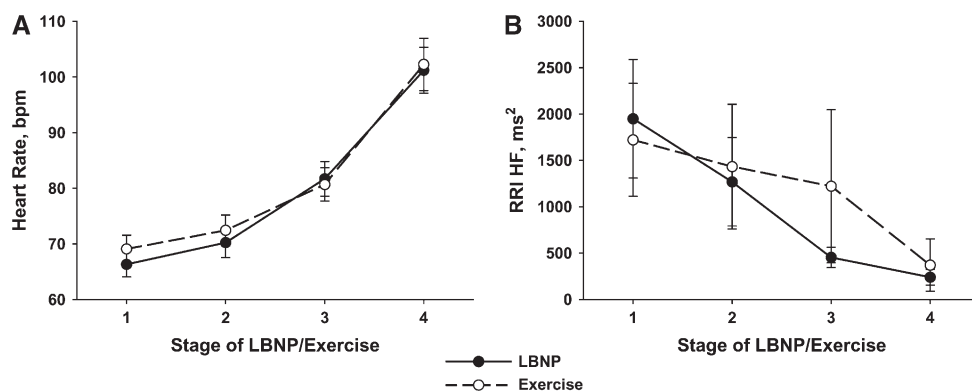 A
110
100
90
80
70
60
Heart Rate, bpm
1 2 3 4
Stage of LBNP/Exercise
B
3000
2500
2000
1500
1000
500
0
RRI HF, ms²
1 2 3 4
Stage of LBNP/Exercise
LBNP
Exercise